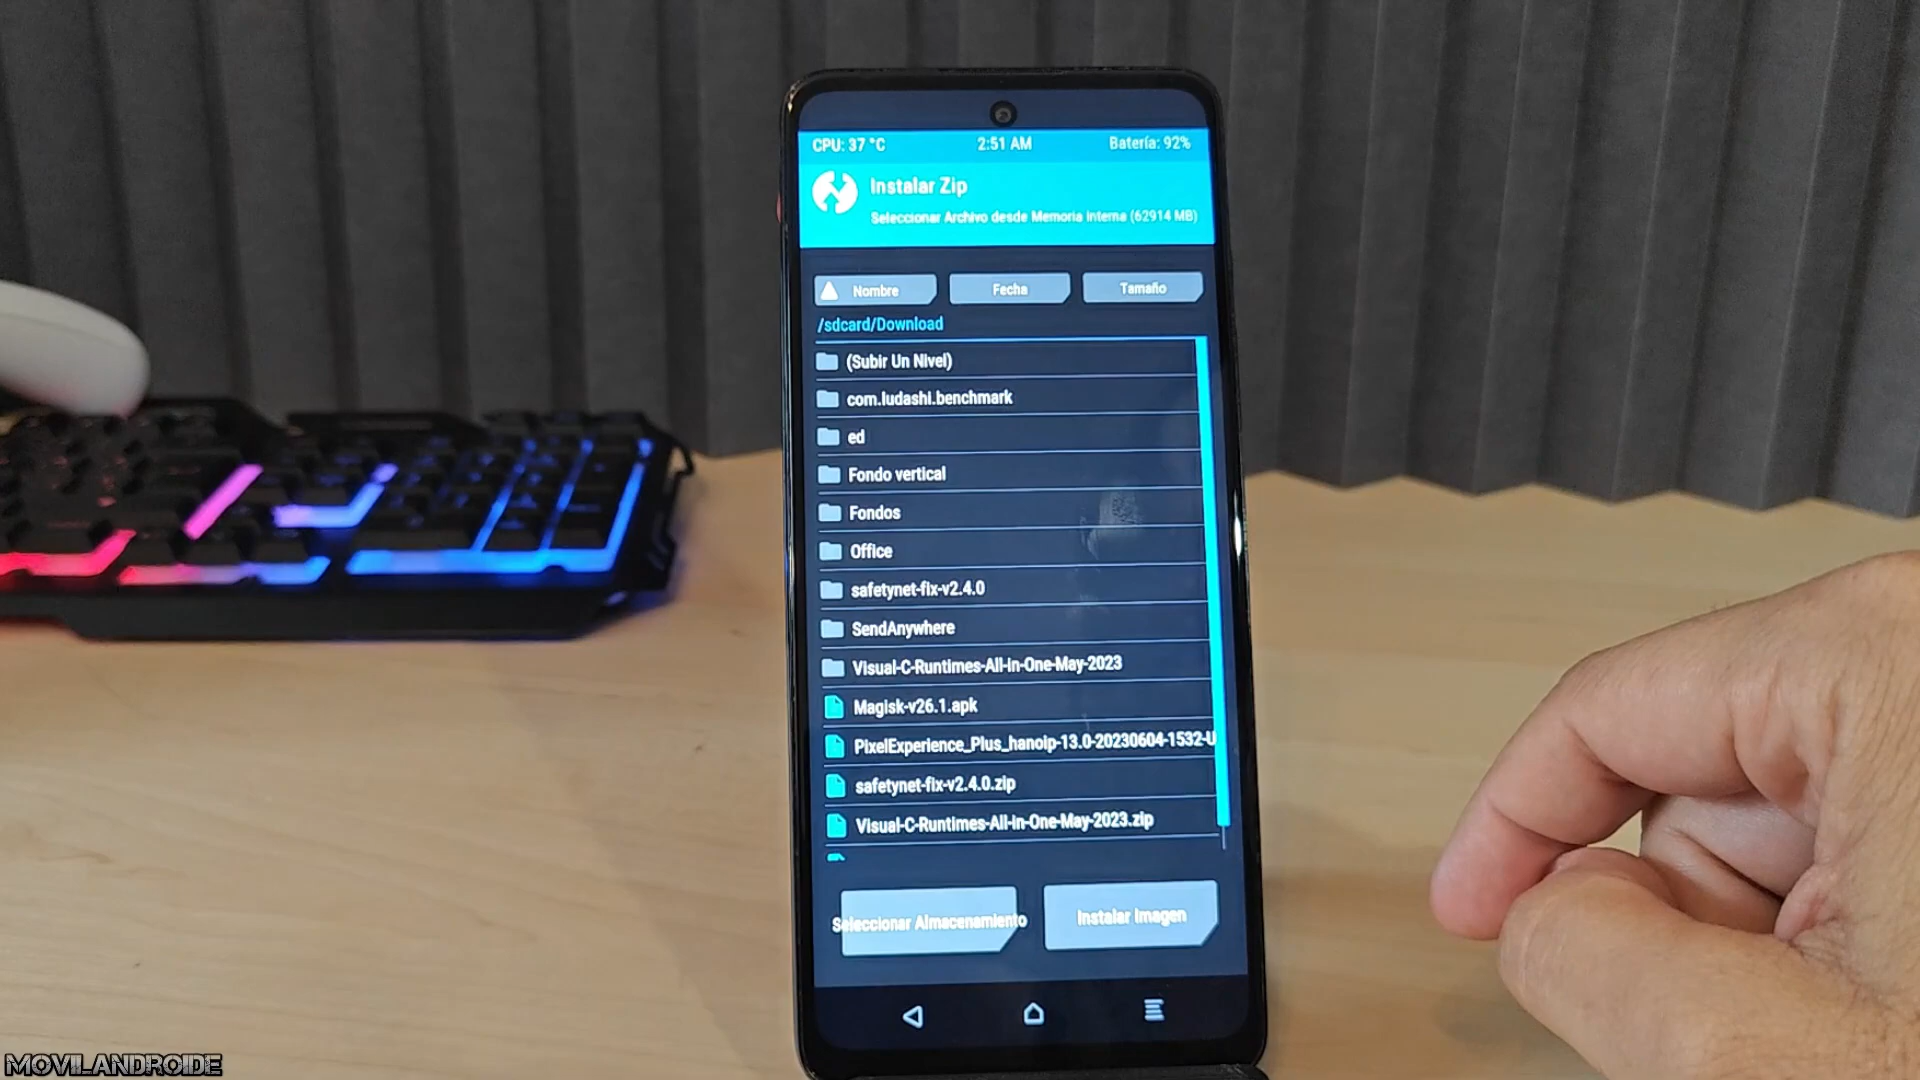 CPU: 37 °C 2:51 AM Batería: 92%
Instalar Zip
Seleccionar Archivo desde Memoria Interna (62914 MB)
Nombre Fecha Tamaño
/sdcard/Download
(Subir Un Nivel)
com.ludashi.benchmark
ed
Fondo vertical
Fondos
Office
safetynet-fix-v2.4.0
SendAnywhere
Visual-C-Runtimes-All-in-One-May-2023
Magisk-v26.1.apk
PixelExperience_Plus_hanoip-13.0-20230604-1532-U
safetynet-fix-v2.4.0.zip
Visual-C-Runtimes-All-in-One-May-2023.zip
Seleccionar Almacenamiento Instalar Imagen
MOVILANDROIDE